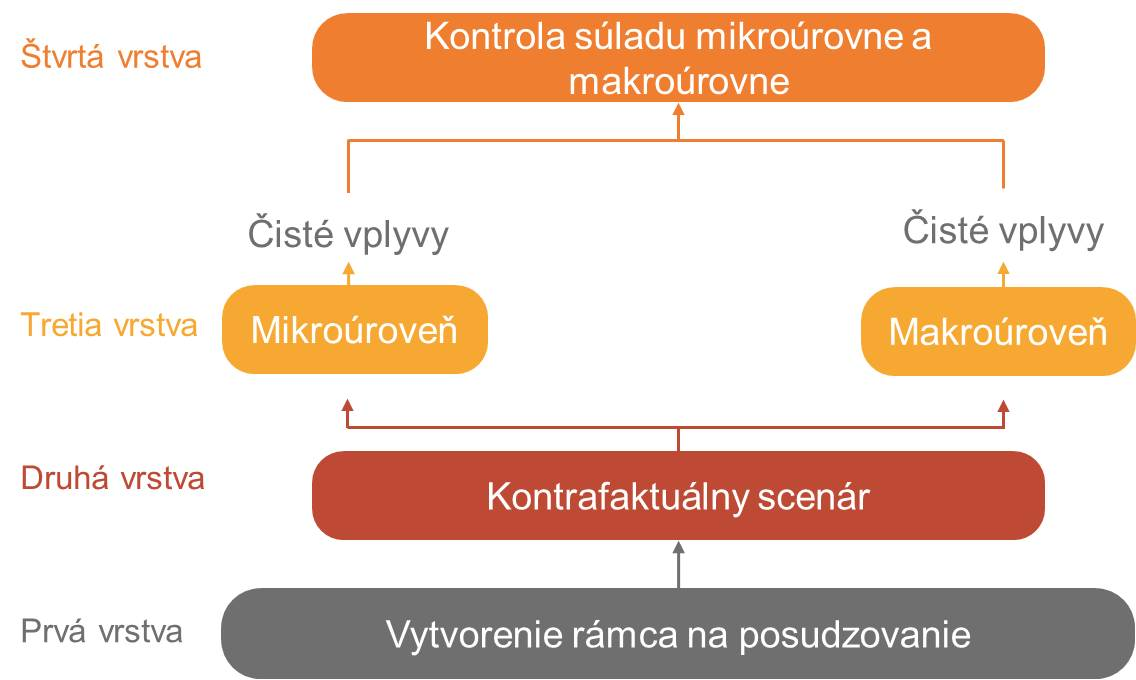 Štvrtá vrstva
Kontrola súladu mikroúrovne a
makroúrovne
Čisté vplyvy
Čisté vplyvy
Tretia vrstva
Mikroúroveň
Makroúroveň
Druhá vrstva
Kontrafaktuálny scenár
Prvá vrstva
Vytvorenie rámca na posudzovanie